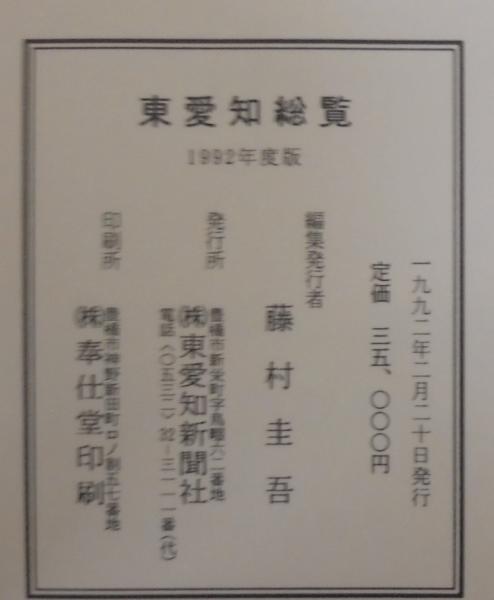 東愛知総覧
1992年度版
一九九二年二月二十日発行
定価 三五、〇〇〇円
編集発行者
藤村圭吾
発行所
豊橋市新栄町字鳥畷六二番地
㈱東愛知新聞社
電話〈〇五三二〉32―三一一一番(代)
印刷所
豊橋市神野新田町ロノ割五七番地
㈱奉仕堂印刷